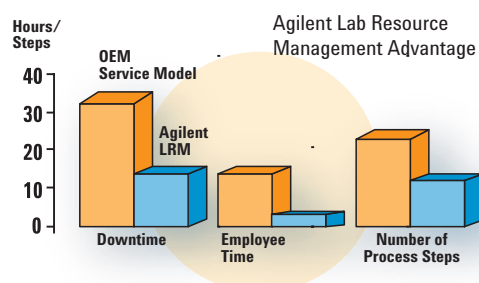 Hours/
Steps
Agilent Lab Resource
Management Advantage
OEM
Service Model
Agilent
LRM
40
30
20
10
0
Downtime
Employee
Time
Number of
Process Steps